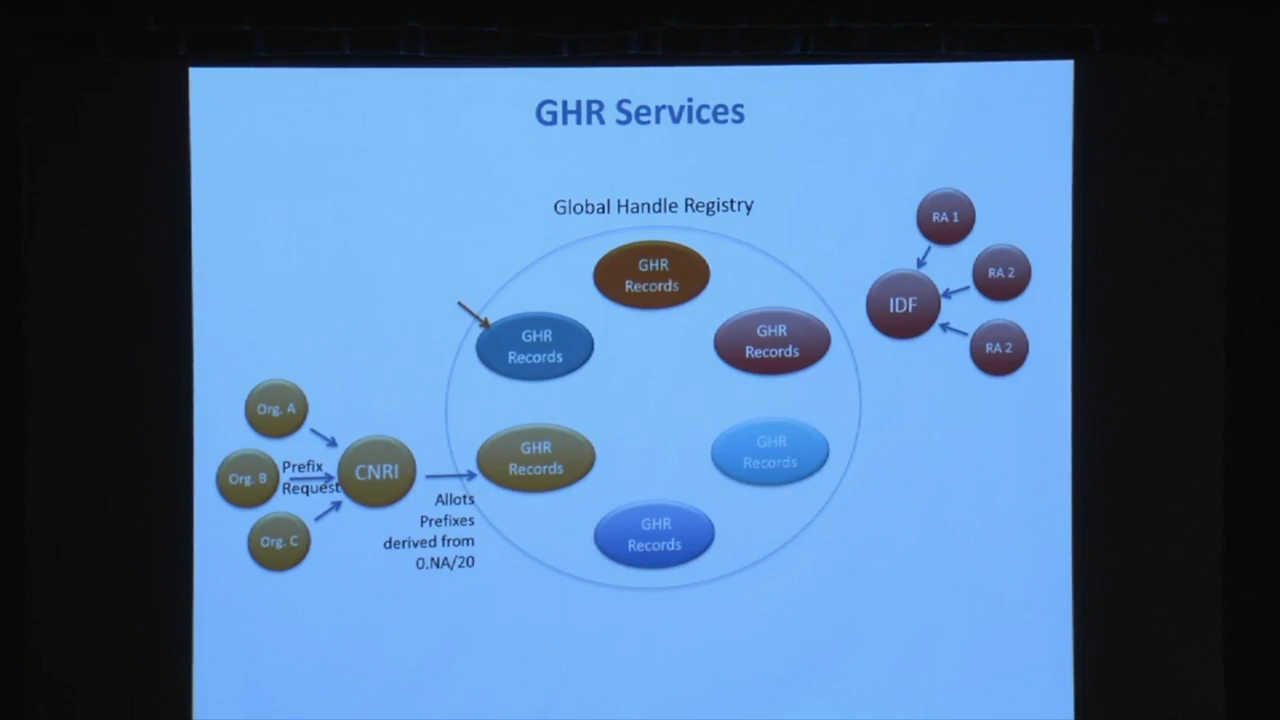 GHR Services
Global Handle Registry
GHR
Records
GHR
Records
GHR
Records
GHR
Records
GHR
Records
GHR
Records
RA 1
RA 2
RA 2
IDF
Org. A
Org. B
Org. C
Prefix
Request
CNRI
Allots
Prefixes
derived from
0.NA/20